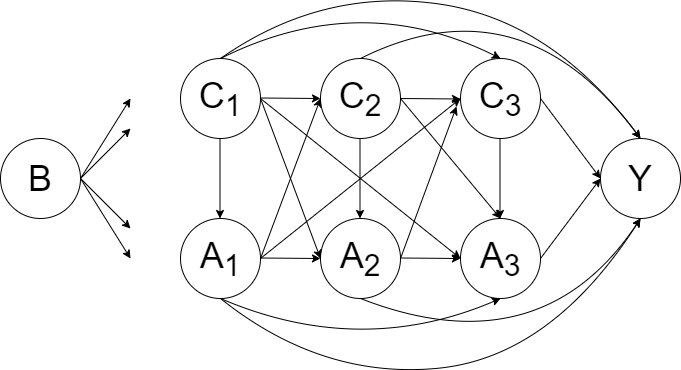 C₁ C₂ C₃
B Y
A₁ A₂ A₃